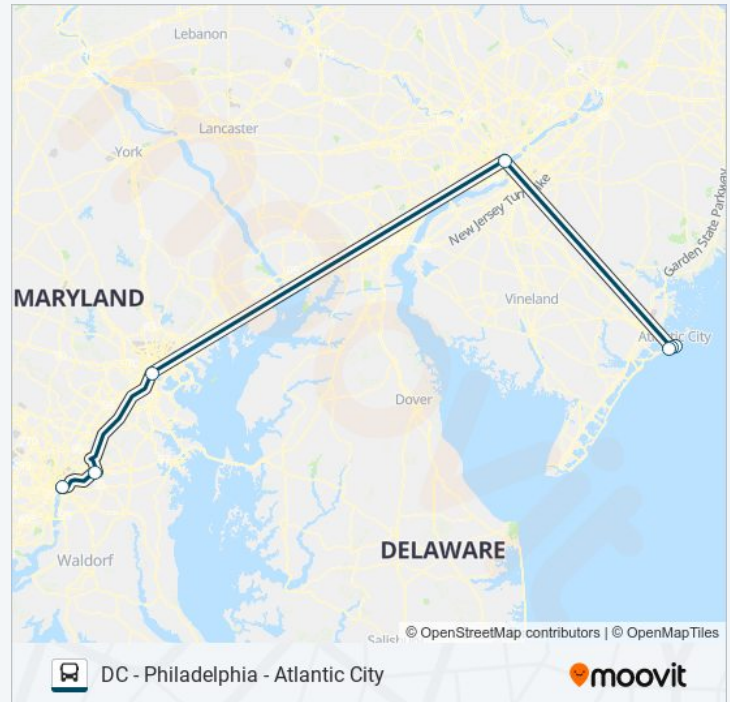 Lebanon
Lancaster
York
New Jersey Turnpike
Garden State Parkway
MARYLAND
Vineland
Atlantic City
Dover
DELAWARE
Waldorf
Salis
© OpenStreetMap contributors | © OpenMapTiles
DC - Philadelphia - Atlantic City
moovit